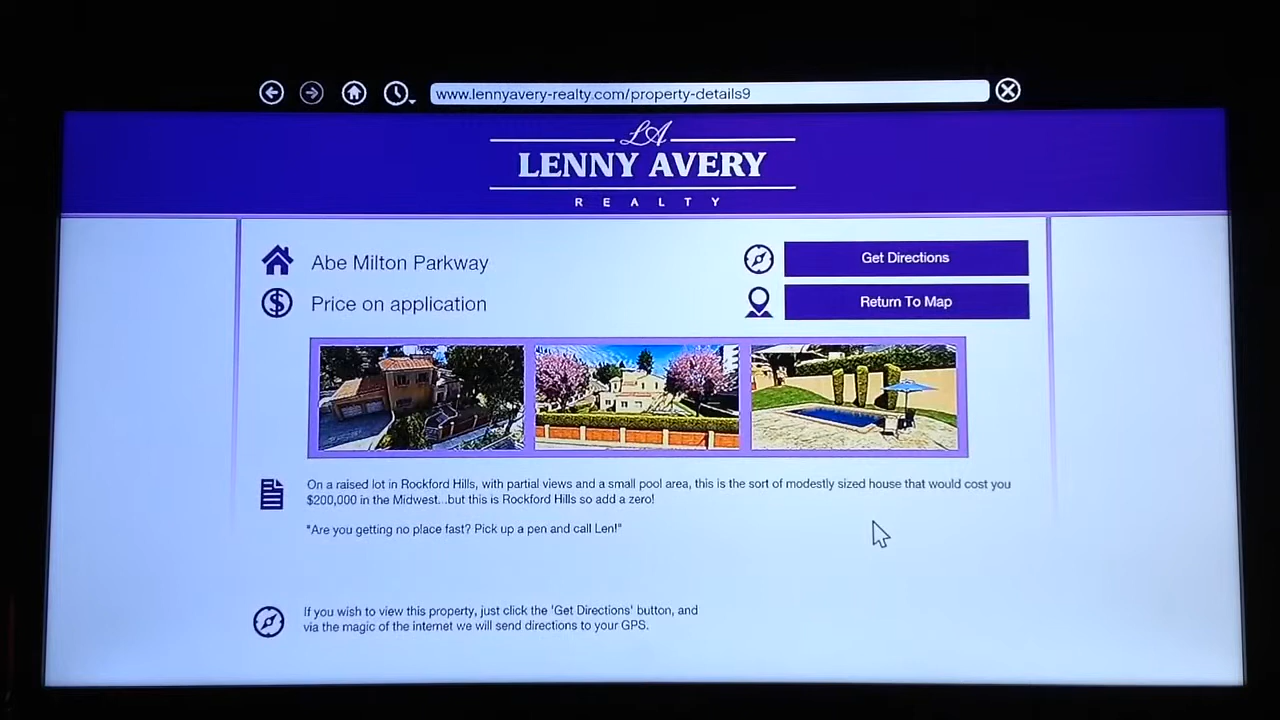 www.lennyavery-realty.com/property-details9
LA
LENNY AVERY
REALTY
Abe Milton Parkway
Get Directions
Price on application
Return To Map
On a raised lot in Rockford Hills, with partial views and a small pool area, this is the sort of modestly sized house that would cost you
$200,000 in the Midwest...but this is Rockford Hills so add a zero!
"Are you getting no place fast? Pick up a pen and call Len!"
If you wish to view this property, just click the 'Get Directions' button, and
via the magic of the internet we will send directions to your GPS.